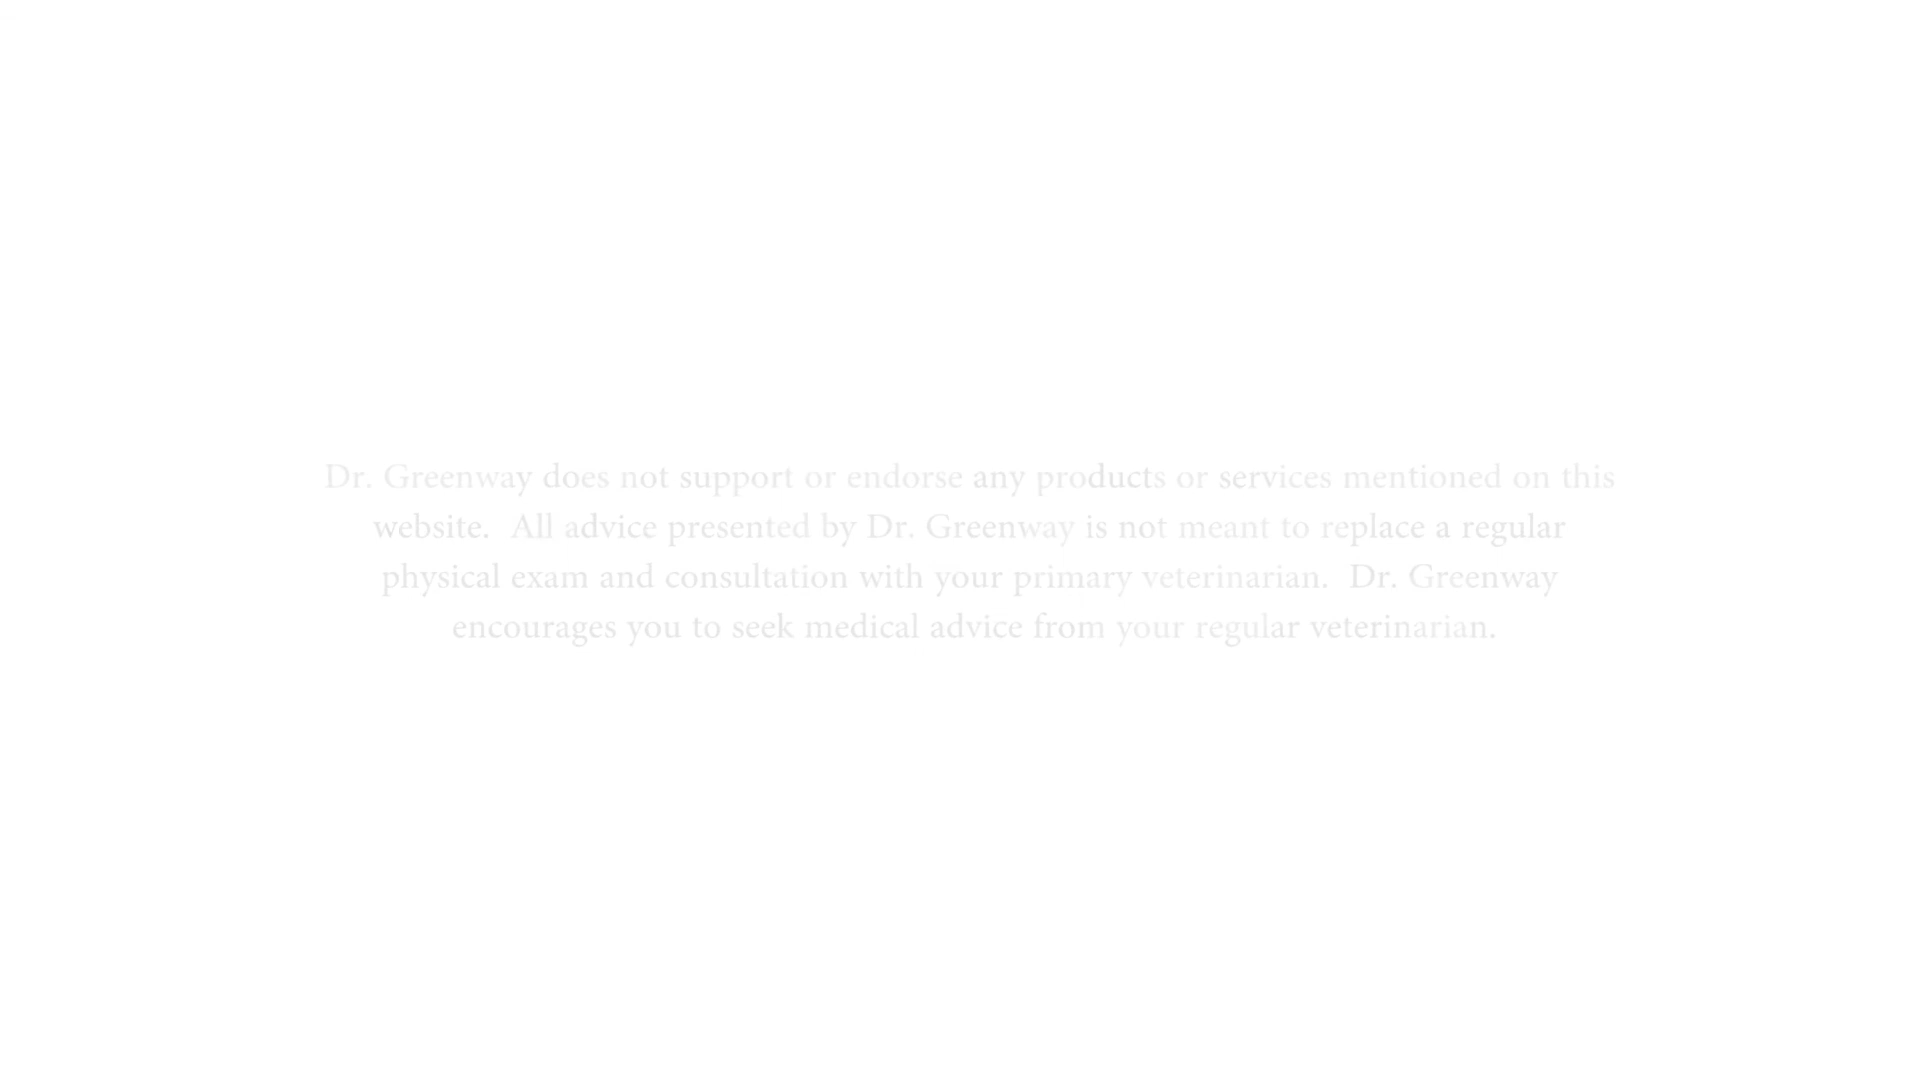 Dr. Greenway does not support or endorse any products or services mentioned on this
website.  All advice presented by Dr. Greenway is not meant to replace a regular
physical exam and consultation with your primary veterinarian.  Dr. Greenway
encourages you to seek medical advice from your regular veterinarian.